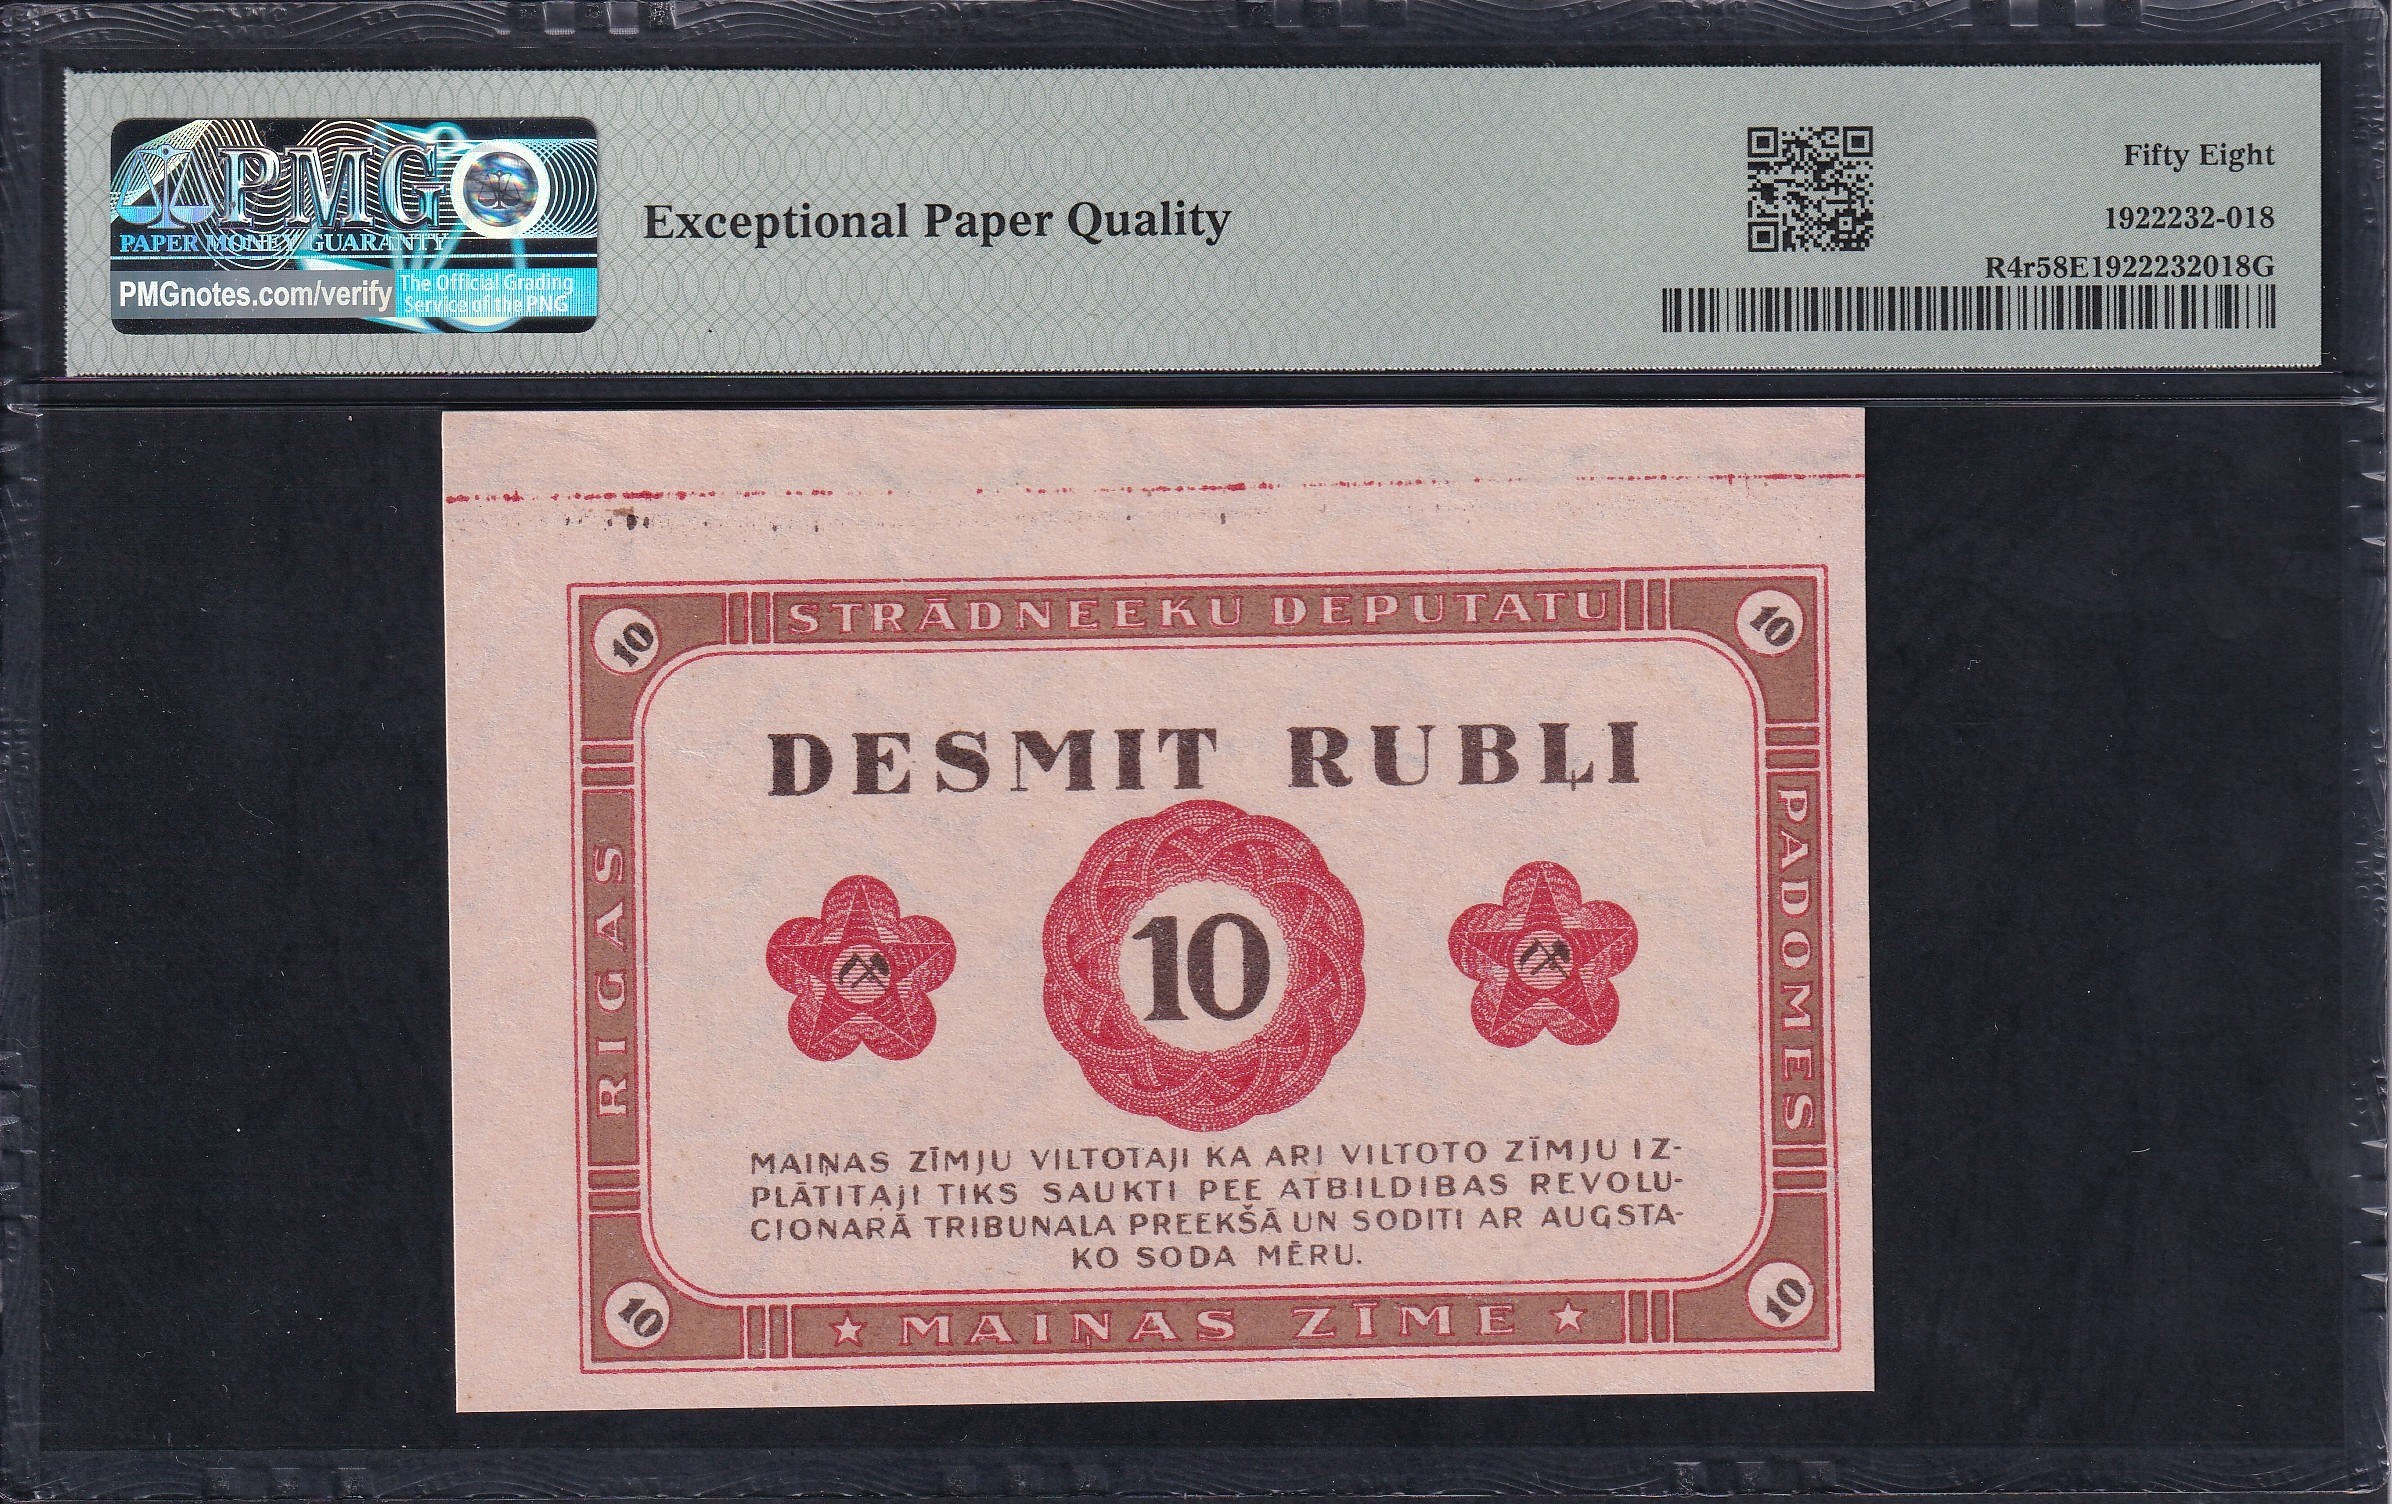 PMG
PAPER MONEY GUARANTY
PMGnotes.com/verify
The Official Grading
Service of the PNG
Exceptional Paper Quality
Fifty Eight
1922232-018
R4r58E1922232018G
10
STRĀDNEEKU DEPUTATU
10
RIGAS
DESMIT RUBĻI
10
PADOMES
MAIŅAS ZĪMJU VILTOTAJI KA ARI VILTOTO ZĪMJU IZ-
PLĀTITAJI TIKS SAUKTI PEE ATBILDIBAS REVOLU-
CIONARĀ TRIBUNALA PREEKŠĀ UN SODITI AR AUGSTA-
KO SODA MĒRU.
10
★ MAIŅAS ZĪME ★
10